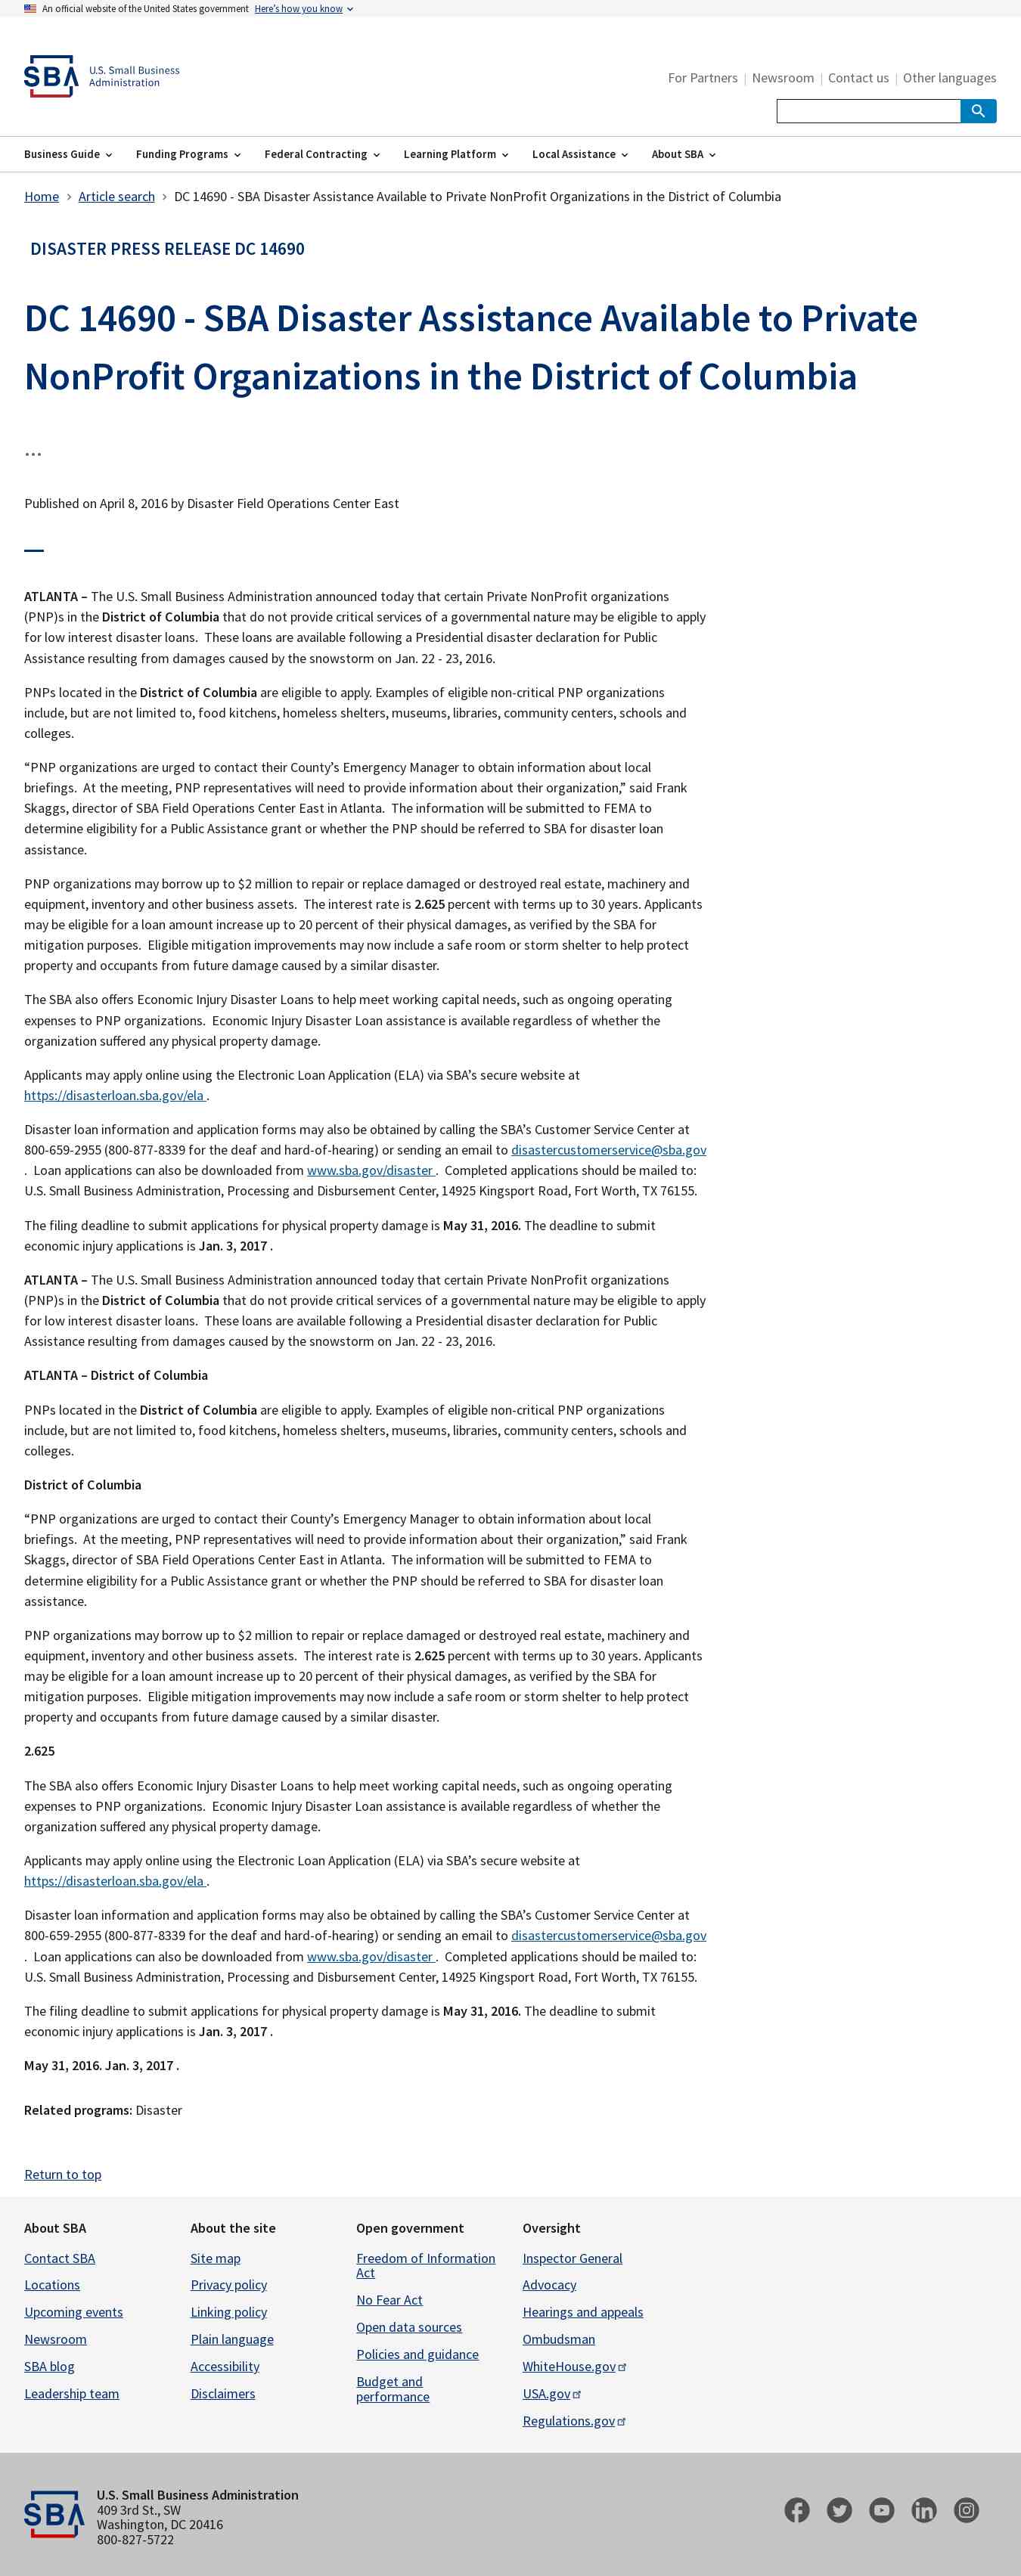 An official website of the United States government Here's how you know
SBA U.S. Small Business
Administration
For Partners | Newsroom | Contact us | Other languages
Business Guide Funding Programs Federal Contracting Learning Platform Local Assistance About SBA
Home > Article search > DC 14690 - SBA Disaster Assistance Available to Private NonProfit Organizations in the District of Columbia
DISASTER PRESS RELEASE DC 14690
DC 14690 - SBA Disaster Assistance Available to Private
NonProfit Organizations in the District of Columbia
...
Published on April 8, 2016 by Disaster Field Operations Center East
ATLANTA – The U.S. Small Business Administration announced today that certain Private NonProfit organizations
(PNP)s in the District of Columbia that do not provide critical services of a governmental nature may be eligible to apply
for low interest disaster loans.  These loans are available following a Presidential disaster declaration for Public
Assistance resulting from damages caused by the snowstorm on Jan. 22 - 23, 2016.
PNPs located in the District of Columbia are eligible to apply. Examples of eligible non-critical PNP organizations
include, but are not limited to, food kitchens, homeless shelters, museums, libraries, community centers, schools and
colleges.
“PNP organizations are urged to contact their County’s Emergency Manager to obtain information about local
briefings.  At the meeting, PNP representatives will need to provide information about their organization,” said Frank
Skaggs, director of SBA Field Operations Center East in Atlanta.  The information will be submitted to FEMA to
determine eligibility for a Public Assistance grant or whether the PNP should be referred to SBA for disaster loan
assistance.
PNP organizations may borrow up to $2 million to repair or replace damaged or destroyed real estate, machinery and
equipment, inventory and other business assets.  The interest rate is 2.625 percent with terms up to 30 years. Applicants
may be eligible for a loan amount increase up to 20 percent of their physical damages, as verified by the SBA for
mitigation purposes.  Eligible mitigation improvements may now include a safe room or storm shelter to help protect
property and occupants from future damage caused by a similar disaster.
The SBA also offers Economic Injury Disaster Loans to help meet working capital needs, such as ongoing operating
expenses to PNP organizations.  Economic Injury Disaster Loan assistance is available regardless of whether the
organization suffered any physical property damage.
Applicants may apply online using the Electronic Loan Application (ELA) via SBA’s secure website at
https://disasterloan.sba.gov/ela .
Disaster loan information and application forms may also be obtained by calling the SBA’s Customer Service Center at
800-659-2955 (800-877-8339 for the deaf and hard-of-hearing) or sending an email to disastercustomerservice@sba.gov
.  Loan applications can also be downloaded from www.sba.gov/disaster .  Completed applications should be mailed to:
U.S. Small Business Administration, Processing and Disbursement Center, 14925 Kingsport Road, Fort Worth, TX 76155.
The filing deadline to submit applications for physical property damage is May 31, 2016. The deadline to submit
economic injury applications is Jan. 3, 2017 .
ATLANTA – The U.S. Small Business Administration announced today that certain Private NonProfit organizations
(PNP)s in the District of Columbia that do not provide critical services of a governmental nature may be eligible to apply
for low interest disaster loans.  These loans are available following a Presidential disaster declaration for Public
Assistance resulting from damages caused by the snowstorm on Jan. 22 - 23, 2016.
ATLANTA – District of Columbia
PNPs located in the District of Columbia are eligible to apply. Examples of eligible non-critical PNP organizations
include, but are not limited to, food kitchens, homeless shelters, museums, libraries, community centers, schools and
colleges.
District of Columbia
“PNP organizations are urged to contact their County’s Emergency Manager to obtain information about local
briefings.  At the meeting, PNP representatives will need to provide information about their organization,” said Frank
Skaggs, director of SBA Field Operations Center East in Atlanta.  The information will be submitted to FEMA to
determine eligibility for a Public Assistance grant or whether the PNP should be referred to SBA for disaster loan
assistance.
PNP organizations may borrow up to $2 million to repair or replace damaged or destroyed real estate, machinery and
equipment, inventory and other business assets.  The interest rate is 2.625 percent with terms up to 30 years. Applicants
may be eligible for a loan amount increase up to 20 percent of their physical damages, as verified by the SBA for
mitigation purposes.  Eligible mitigation improvements may now include a safe room or storm shelter to help protect
property and occupants from future damage caused by a similar disaster.
2.625
The SBA also offers Economic Injury Disaster Loans to help meet working capital needs, such as ongoing operating
expenses to PNP organizations.  Economic Injury Disaster Loan assistance is available regardless of whether the
organization suffered any physical property damage.
Applicants may apply online using the Electronic Loan Application (ELA) via SBA’s secure website at
https://disasterloan.sba.gov/ela .
Disaster loan information and application forms may also be obtained by calling the SBA’s Customer Service Center at
800-659-2955 (800-877-8339 for the deaf and hard-of-hearing) or sending an email to disastercustomerservice@sba.gov
.  Loan applications can also be downloaded from www.sba.gov/disaster .  Completed applications should be mailed to:
U.S. Small Business Administration, Processing and Disbursement Center, 14925 Kingsport Road, Fort Worth, TX 76155.
The filing deadline to submit applications for physical property damage is May 31, 2016. The deadline to submit
economic injury applications is Jan. 3, 2017 .
May 31, 2016. Jan. 3, 2017 .
Related programs: Disaster
Return to top
About SBA
Contact SBA
Locations
Upcoming events
Newsroom
SBA blog
Leadership team
About the site
Site map
Privacy policy
Linking policy
Plain language
Accessibility
Disclaimers
Open government
Freedom of Information
Act
No Fear Act
Open data sources
Policies and guidance
Budget and
performance
Oversight
Inspector General
Advocacy
Hearings and appeals
Ombudsman
WhiteHouse.gov
USA.gov
Regulations.gov
SBA
U.S. Small Business Administration
409 3rd St., SW
Washington, DC 20416
800-827-5722